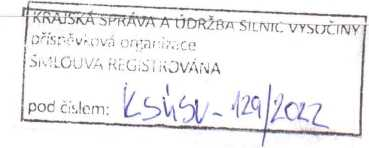 KRAJSKÁ SPRÁVA A ÚDRŽBA SILNIC VYSOČINY
příspěvková organizace
SMLOUVA REGISTROVÁNA
pod číslem: KSÚSV-129/2022